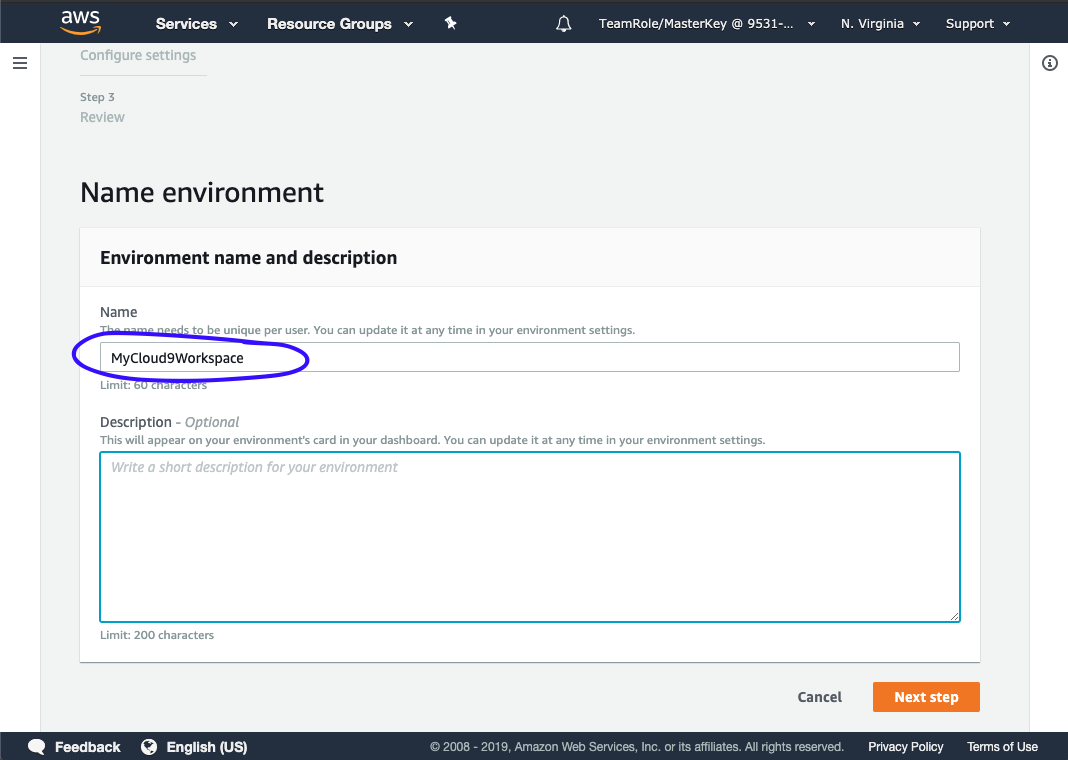 aws Services Resource Groups TeamRole/MasterKey @ 9531-... N. Virginia Support
Configure settings
Step 3
Review
Name environment
Environment name and description
Name
The name needs to be unique per user. You can update it at any time in your environment settings.
MyCloud9Workspace
Limit: 60 characters
Description - Optional
This will appear on your environment's card in your dashboard. You can update it at any time in your environment settings.
Write a short description for your environment
Limit: 200 characters
Cancel Next step
Feedback English (US) © 2008 - 2019, Amazon Web Services, Inc. or its affiliates. All rights reserved. Privacy Policy Terms of Use